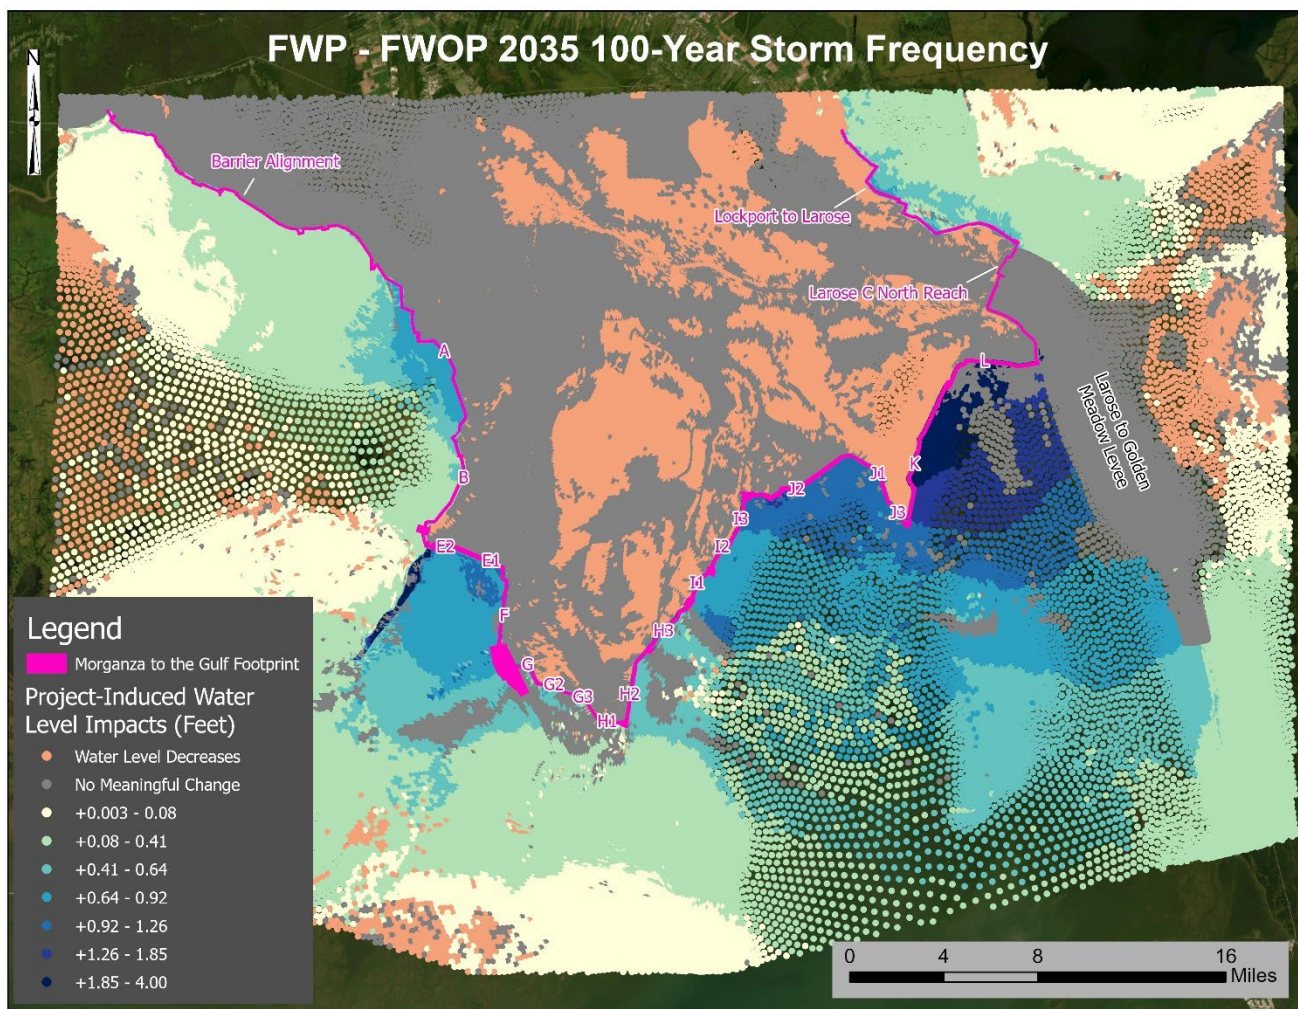 FWP - FWOP 2035 100-Year Storm Frequency
N
Barrier Alignment
Lockport to Larose
Larose C North Reach
A
L
Larose to Golden
Meadow Levee
B
K
J1
J2
J3
I3
E2
E1
I2
I1
F
H3
G
G2
G3
H2
H1
Legend
Morganza to the Gulf Footprint
Project-Induced Water
Level Impacts (Feet)
Water Level Decreases
No Meaningful Change
+0.003 - 0.08
+0.08 - 0.41
+0.41 - 0.64
+0.64 - 0.92
+0.92 - 1.26
+1.26 - 1.85
+1.85 - 4.00
0 4 8 16
Miles